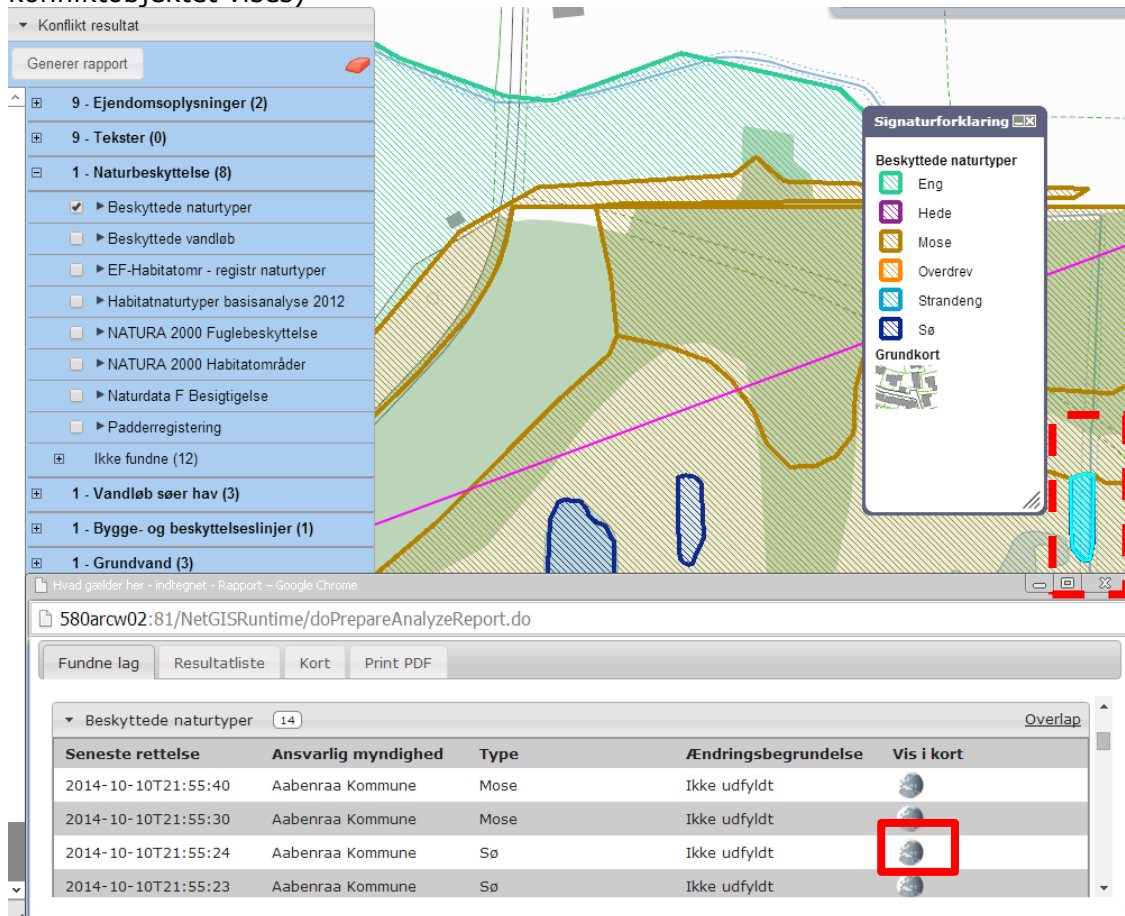 konfliktobjektet vises)
Konflikt resultat
Generer rapport
9 - Ejendomsoplysninger (2)
9 - Tekster (0)
1 - Naturbeskyttelse (8)
Beskyttede naturtyper
Beskyttede vandløb
EF-Habitatomr - registr naturtyper
Habitatnaturtyper basisanalyse 2012
NATURA 2000 Fuglebeskyttelse
NATURA 2000 Habitatområder
Naturdata F Besigtigelse
Padderregistering
Ikke fundne (12)
1 - Vandløb søer hav (3)
1 - Bygge- og beskyttelseslinjer (1)
1 - Grundvand (3)
Signaturforklaring
Beskyttede naturtyper
Eng
Hede
Mose
Overdrev
Strandeng
Sø
Grundkort
Hvad gælder her - indtegnet - Rapport – Google Chrome
580arcw02:81/NetGISRuntime/doPrepareAnalyzeReport.do
Fundne lag Resultatliste Kort Print PDF
Beskyttede naturtyper 14 Overlap
Seneste rettelse Ansvarlig myndighed Type Ændringsbegrundelse Vis i kort
2014-10-10T21:55:40 Aabenraa Kommune Mose Ikke udfyldt
2014-10-10T21:55:30 Aabenraa Kommune Mose Ikke udfyldt
2014-10-10T21:55:24 Aabenraa Kommune Sø Ikke udfyldt
2014-10-10T21:55:23 Aabenraa Kommune Sø Ikke udfyldt